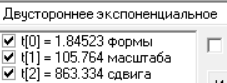 Двустороннее экспоненциальное
t[0] = 1.84523 формы
t[1] = 105.764 масштаба
t[2] = 863.334 сдвига